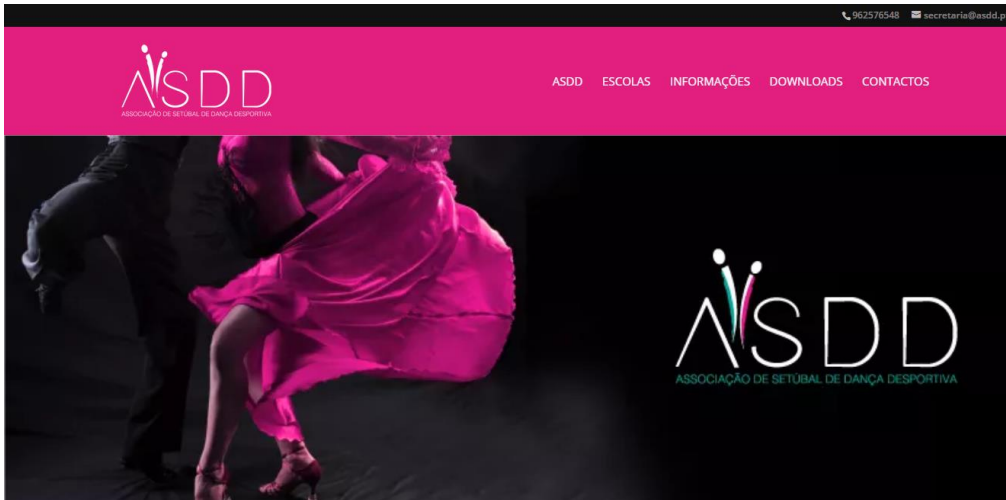 962576548 secretaria@asdd.p
ASDD
ASSOCIAÇÃO DE SETÚBAL DE DANÇA DESPORTIVA
ASDD ESCOLAS INFORMAÇÕES DOWNLOADS CONTACTOS
ASDD
ASSOCIAÇÃO DE SETÚBAL DE DANÇA DESPORTIVA